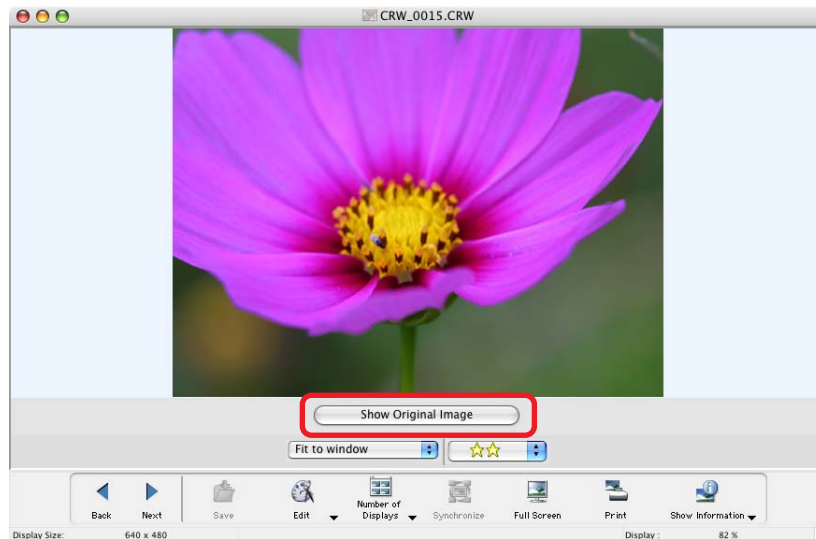 CRW_0015.CRW
Show Original Image
Fit to window
Number of
Back Next Save Edit Displays Synchronize Full Screen Print Show Information
Display Size: 640 x 480 Display : 82 %